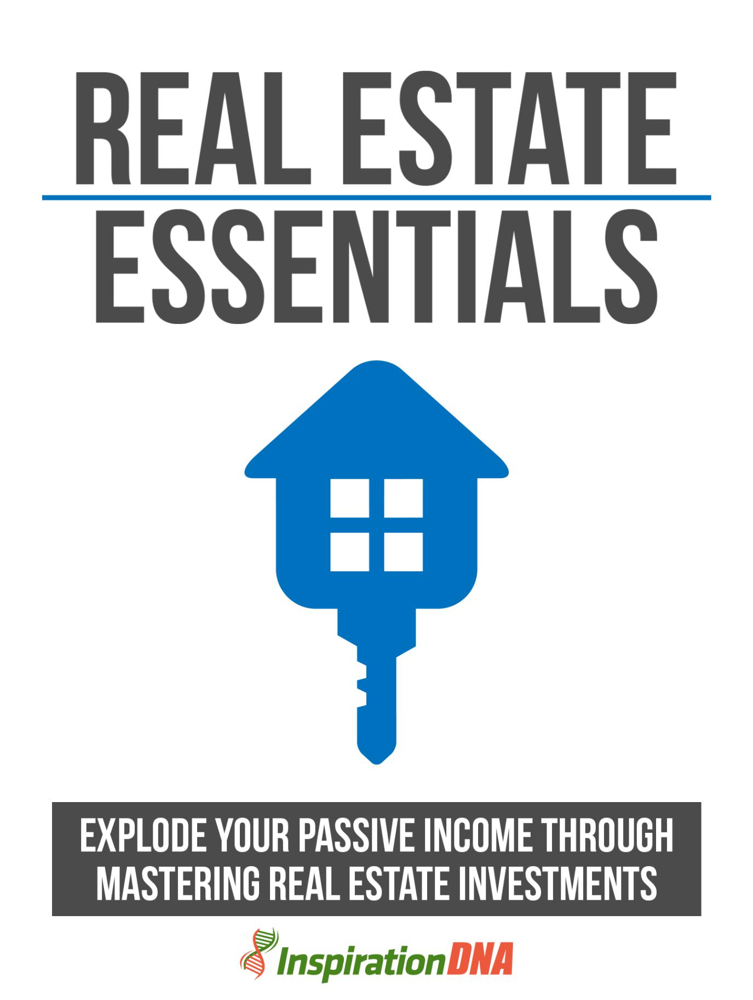 REAL ESTATE
ESSENTIALS
EXPLODE YOUR PASSIVE INCOME THROUGH
MASTERING REAL ESTATE INVESTMENTS
InspirationDNA